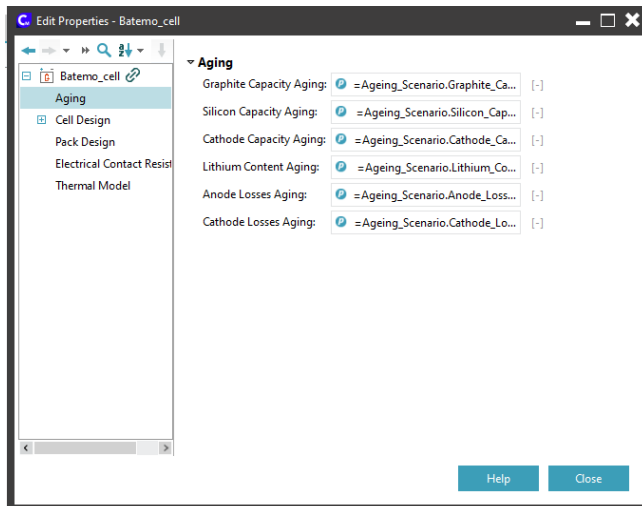 Edit Properties - Batemo_cell
Batemo_cell
Aging
Cell Design
Pack Design
Electrical Contact Resist
Thermal Model
Aging
Graphite Capacity Aging: =Ageing_Scenario.Graphite_Ca... [-]
Silicon Capacity Aging: =Ageing_Scenario.Silicon_Cap... [-]
Cathode Capacity Aging: =Ageing_Scenario.Cathode_Ca... [-]
Lithium Content Aging: =Ageing_Scenario.Lithium_Co... [-]
Anode Losses Aging: =Ageing_Scenario.Anode_Loss... [-]
Cathode Losses Aging: =Ageing_Scenario.Cathode_Lo... [-]
Help Close